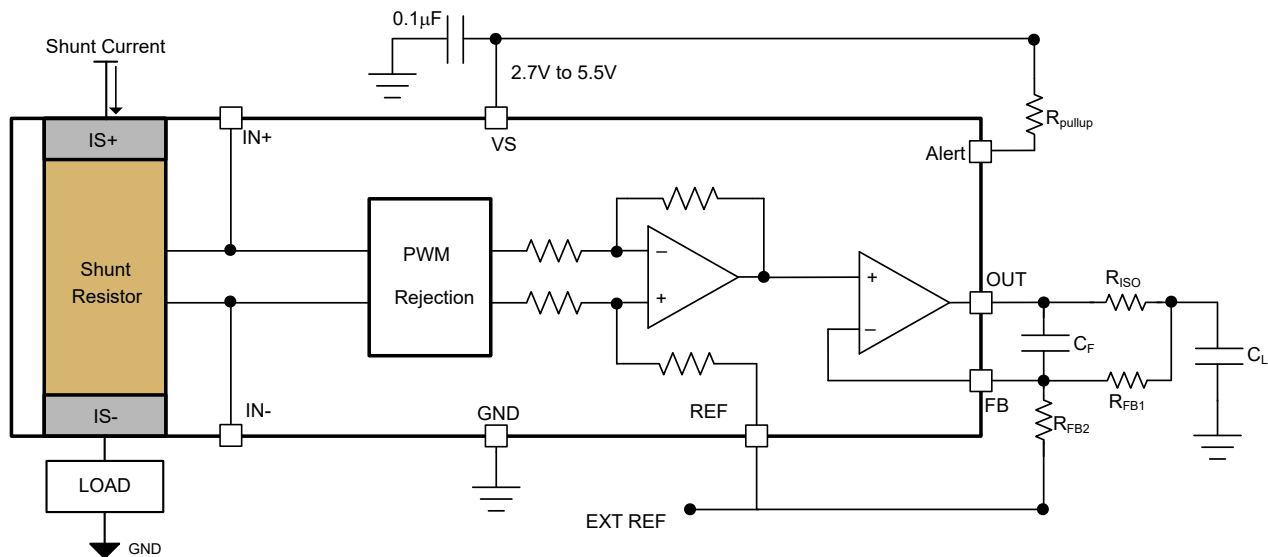 0.1μF
Shunt Current
2.7V to 5.5V
IS+
IN+
VS
Rpullup
Alert
PWM
Rejection
Shunt
Resistor
−
+
+
−
OUT
RISO
CF
CL
FB
RFB1
RFB2
IS-
IN-
GND
REF
LOAD
EXT REF
GND